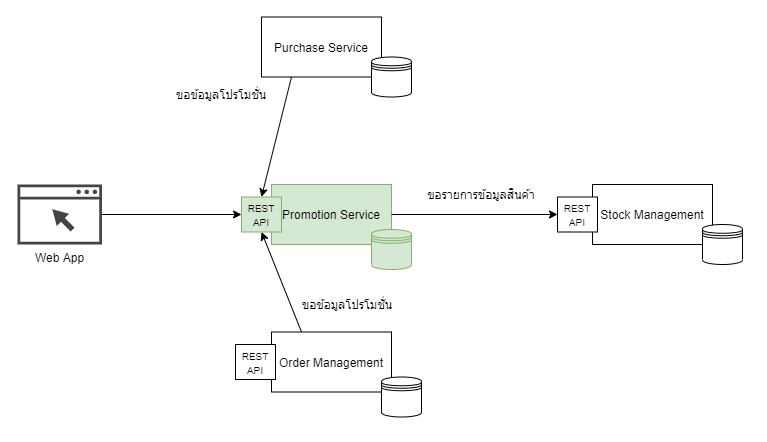 Purchase Service
ขอข้อมูลโปรโมชั่น
REST
API
Promotion Service
ขอรายการข้อมูลสินค้า
REST
API
Stock Management
Web App
ขอข้อมูลโปรโมชั่น
REST
API
Order Management